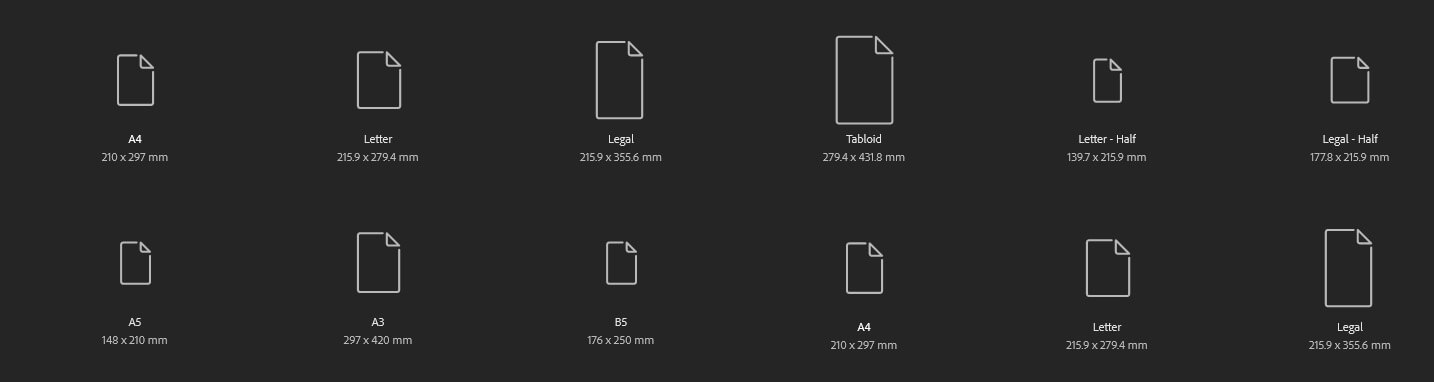 A4
210 x 297 mm
Letter
215.9 x 279.4 mm
Legal
215.9 x 355.6 mm
Tabloid
279.4 x 431.8 mm
Letter - Half
139.7 x 215.9 mm
Legal - Half
177.8 x 215.9 mm
A5
148 x 210 mm
A3
297 x 420 mm
B5
176 x 250 mm
A4
210 x 297 mm
Letter
215.9 x 279.4 mm
Legal
215.9 x 355.6 mm